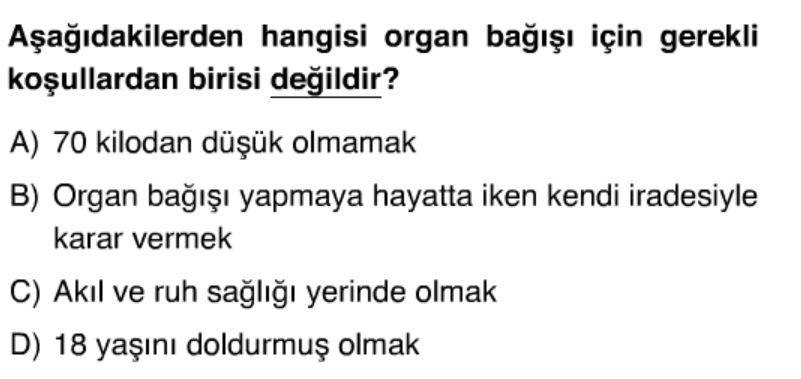 Aşağıdakilerden hangisi organ bağışı için gerekli
koşullardan birisi değildir?
A) 70 kilodan düşük olmamak
B) Organ bağışı yapmaya hayatta iken kendi iradesiyle
karar vermek
C) Akıl ve ruh sağlığı yerinde olmak
D) 18 yaşını doldurmuş olmak